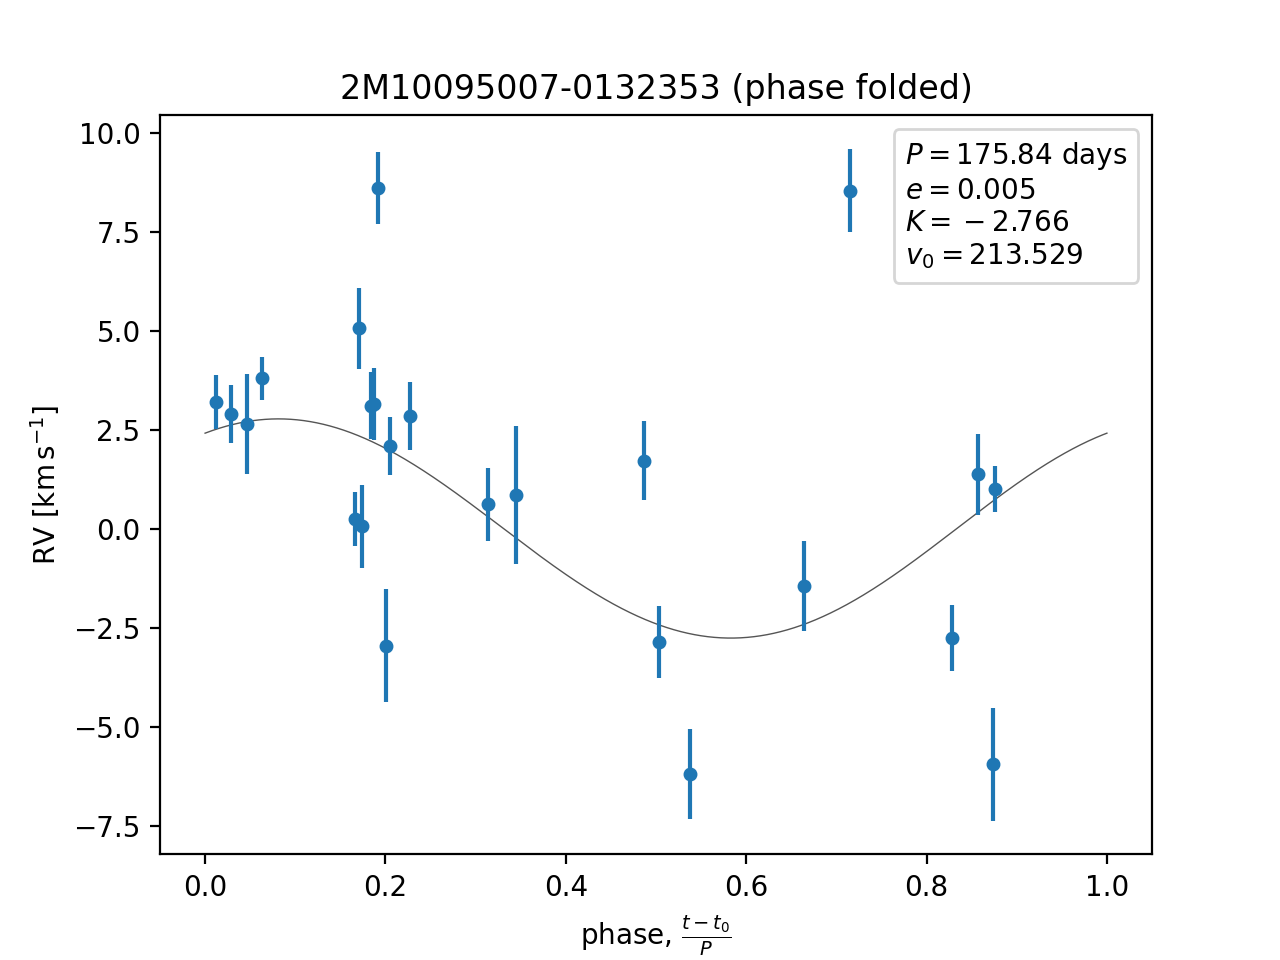 2M10095007-0132353 (phase folded)
P = 175.84 days
e = 0.005
K = −2.766
v₀ = 213.529
10.0
7.5
5.0
2.5
0.0
−2.5
−5.0
−7.5
RV [km s⁻¹]
0.0 0.2 0.4 0.6 0.8 1.0
phase, (t − t₀)/P